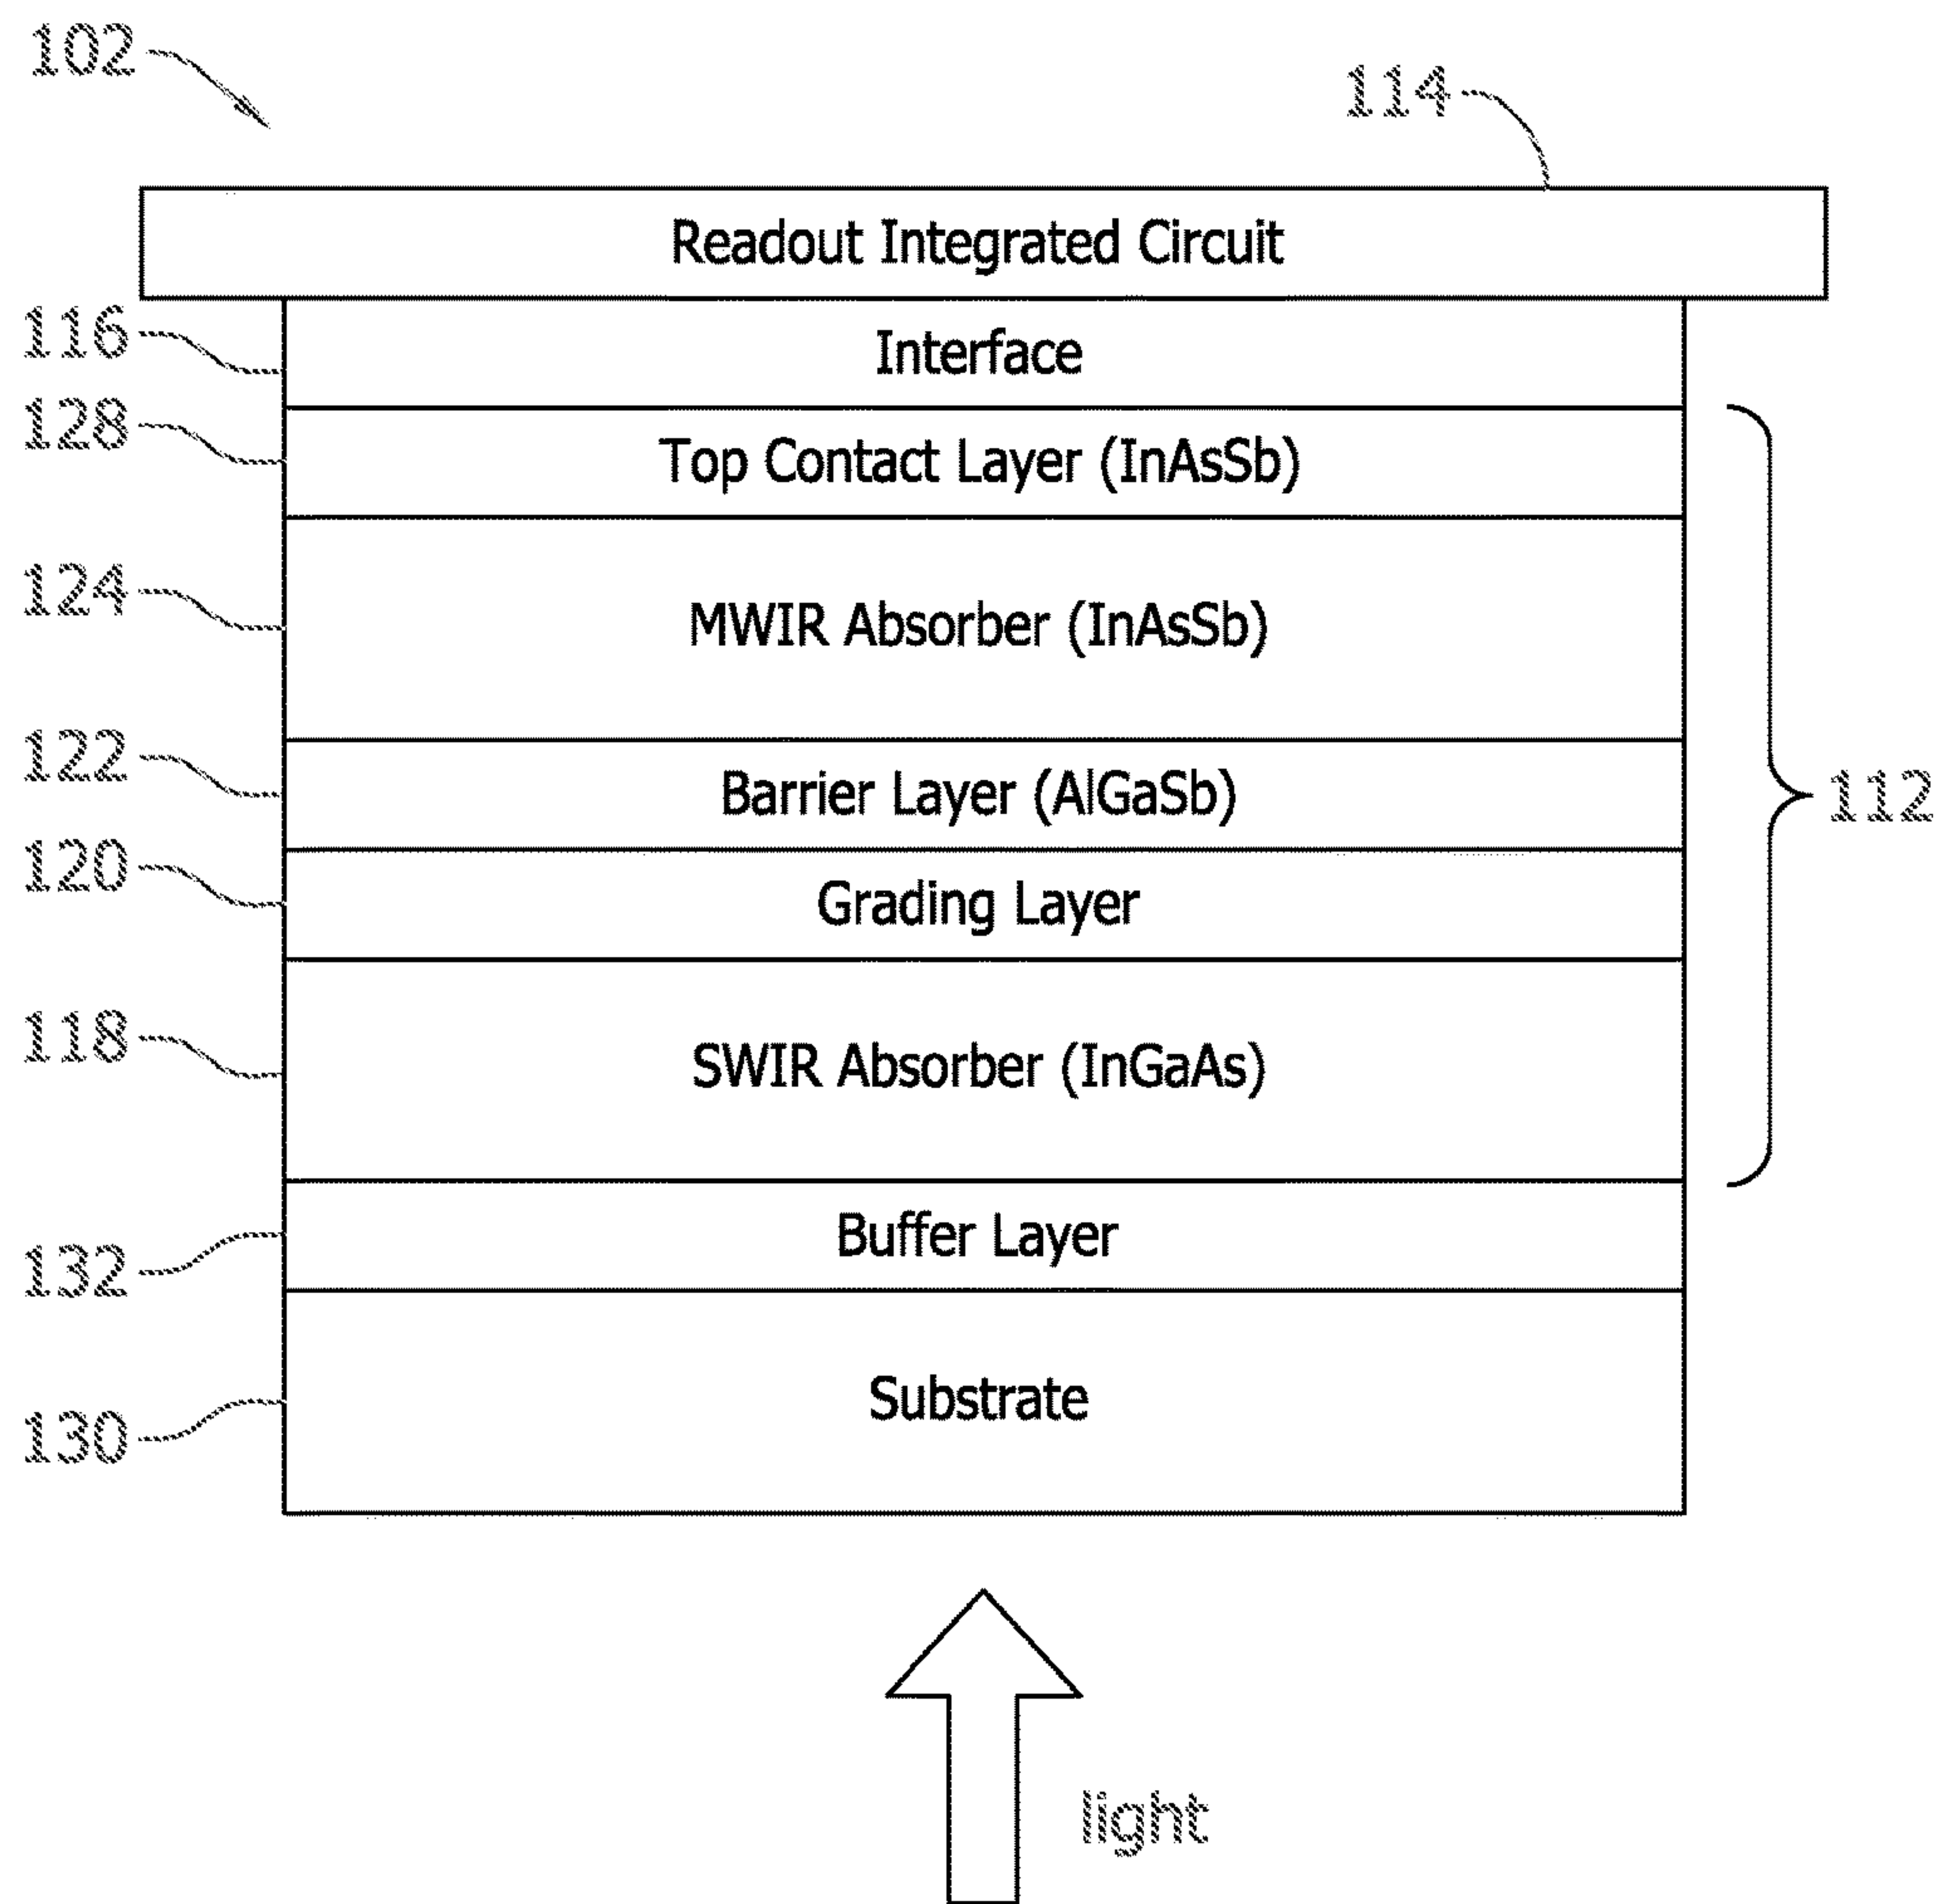 102
114
Readout Integrated Circuit
116
Interface
128
Top Contact Layer (InAsSb)
124
MWIR Absorber (InAsSb)
122
Barrier Layer (AlGaSb)
112
120
Grading Layer
118
SWIR Absorber (InGaAs)
Buffer Layer
132
Substrate
130
light